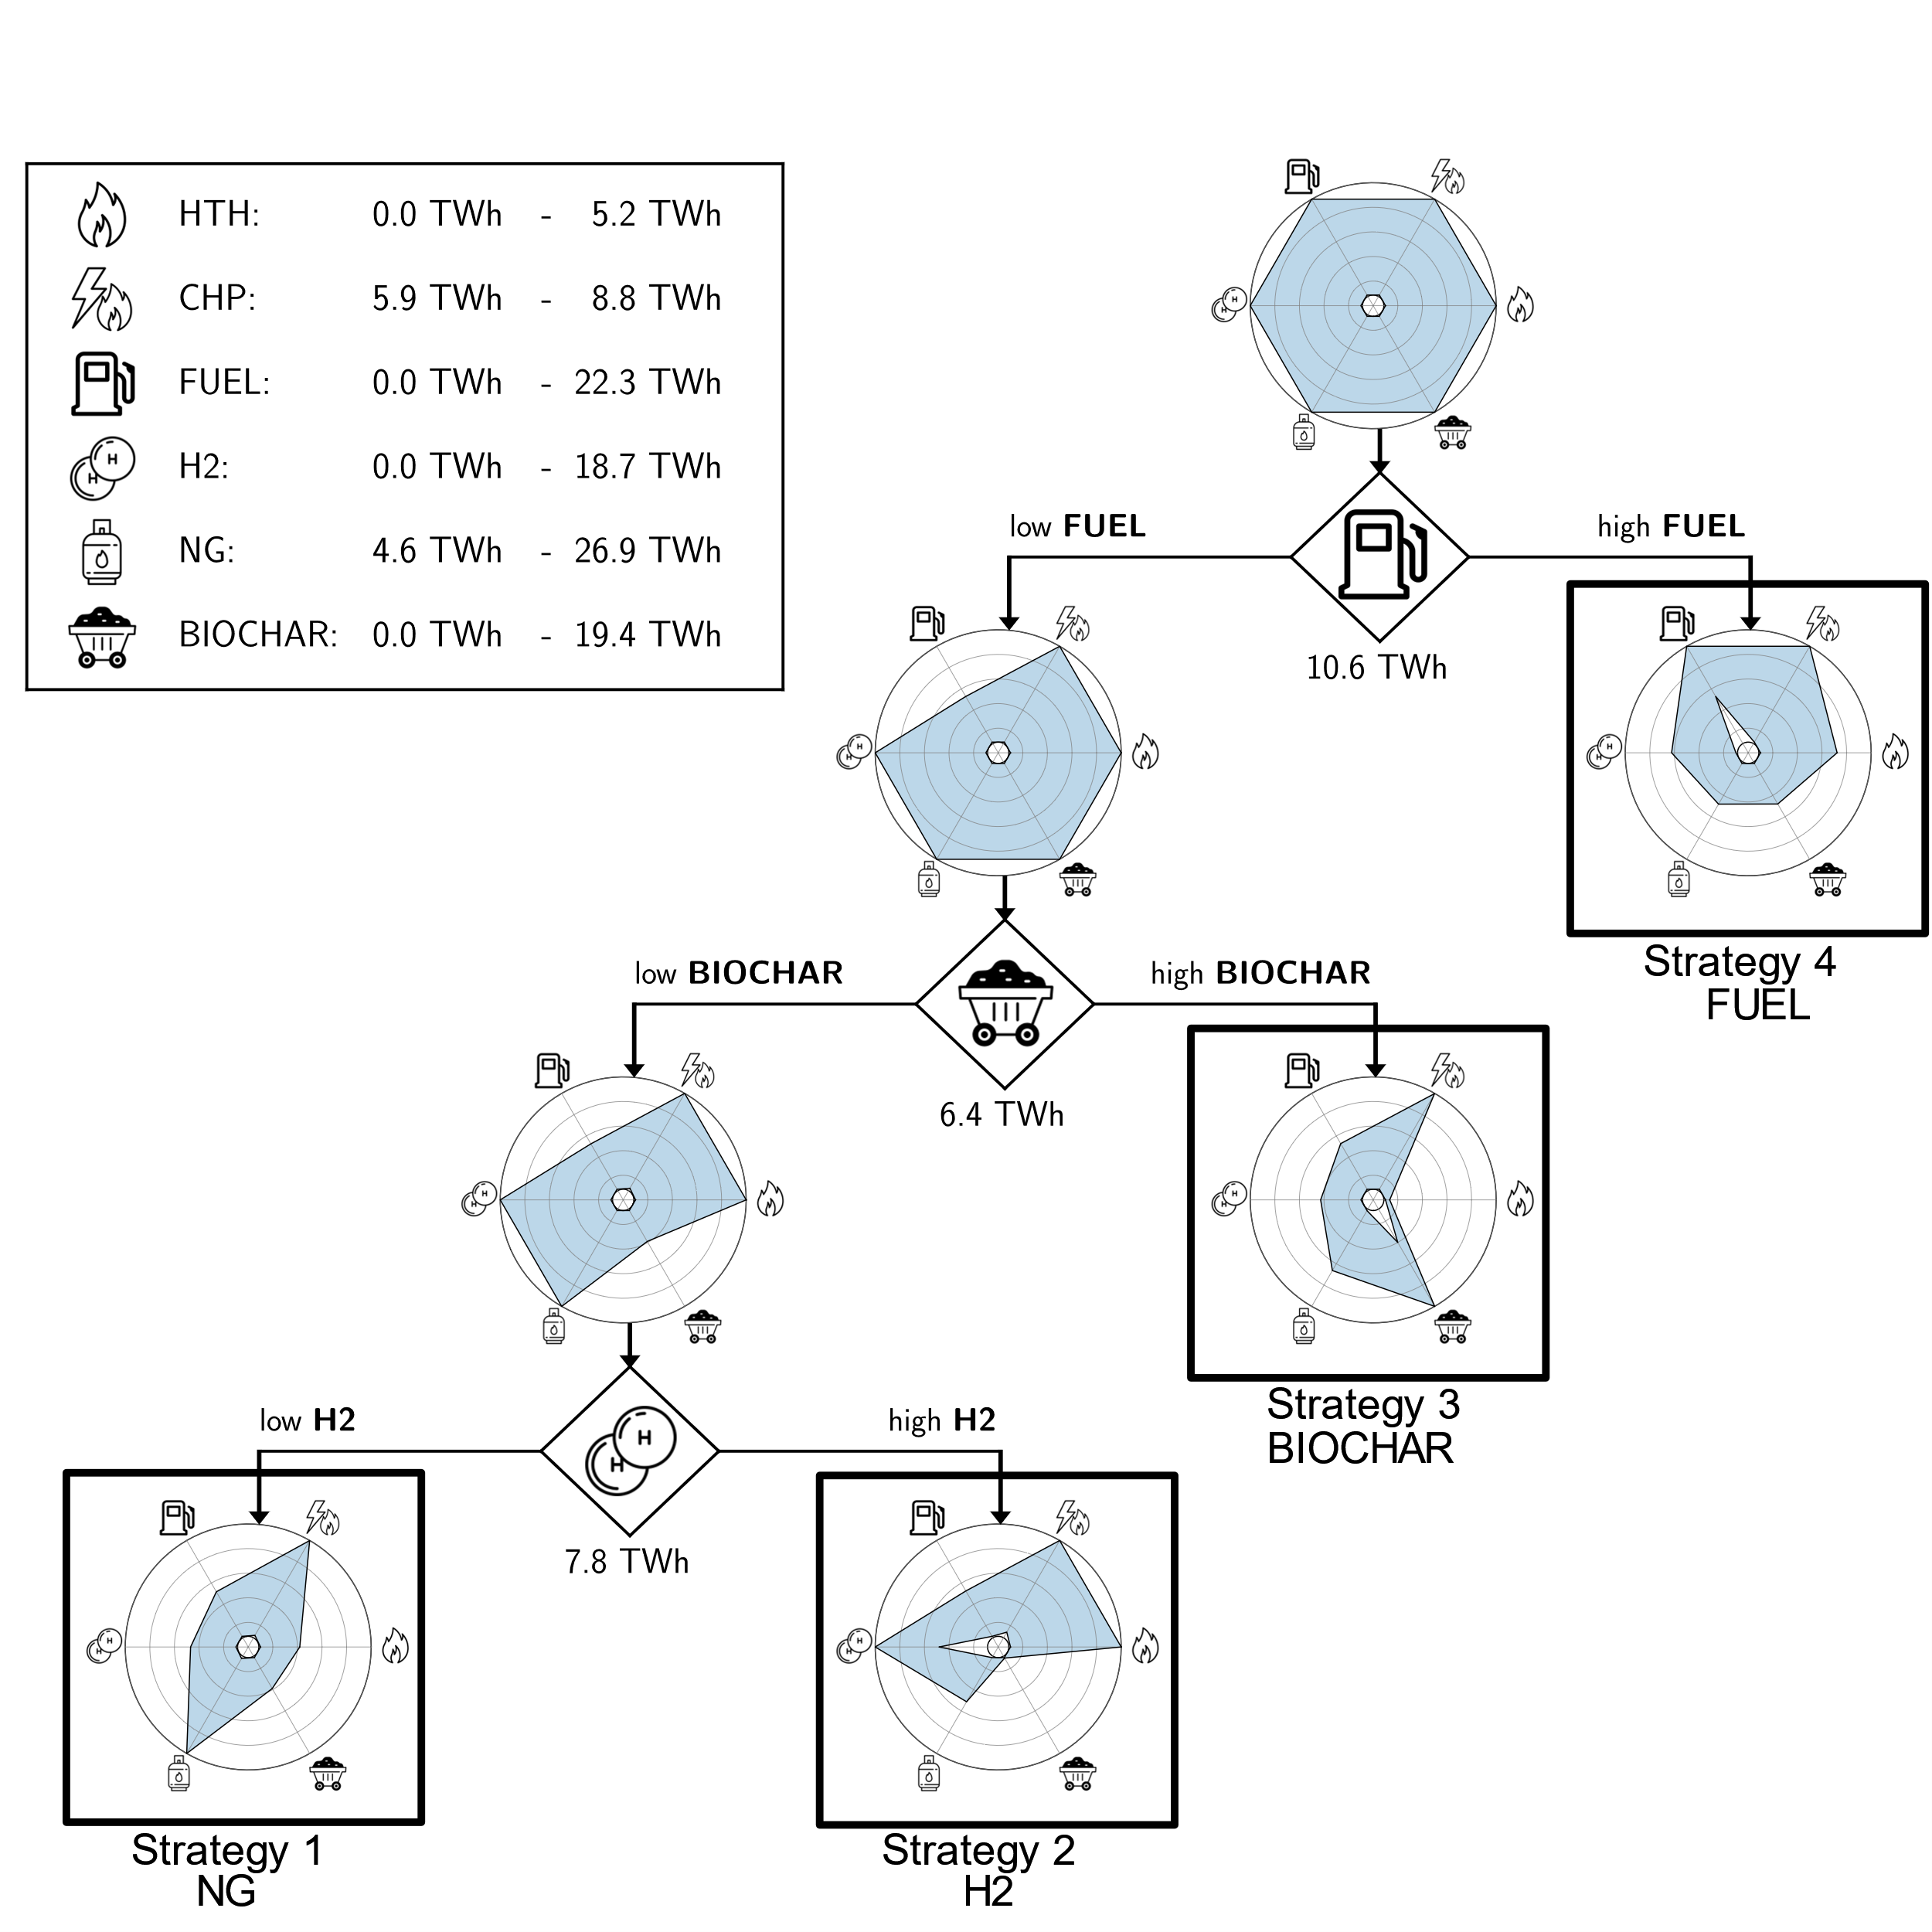 HTH: 0.0 TWh - 5.2 TWh
CHP: 5.9 TWh - 8.8 TWh
FUEL: 0.0 TWh - 22.3 TWh
H2: 0.0 TWh - 18.7 TWh
NG: 4.6 TWh - 26.9 TWh
BIOCHAR: 0.0 TWh - 19.4 TWh
low FUEL
high FUEL
10.6 TWh
Strategy 4
FUEL
low BIOCHAR
high BIOCHAR
6.4 TWh
Strategy 3
BIOCHAR
low H2
high H2
H
H
7.8 TWh
Strategy 1
NG
Strategy 2
H2